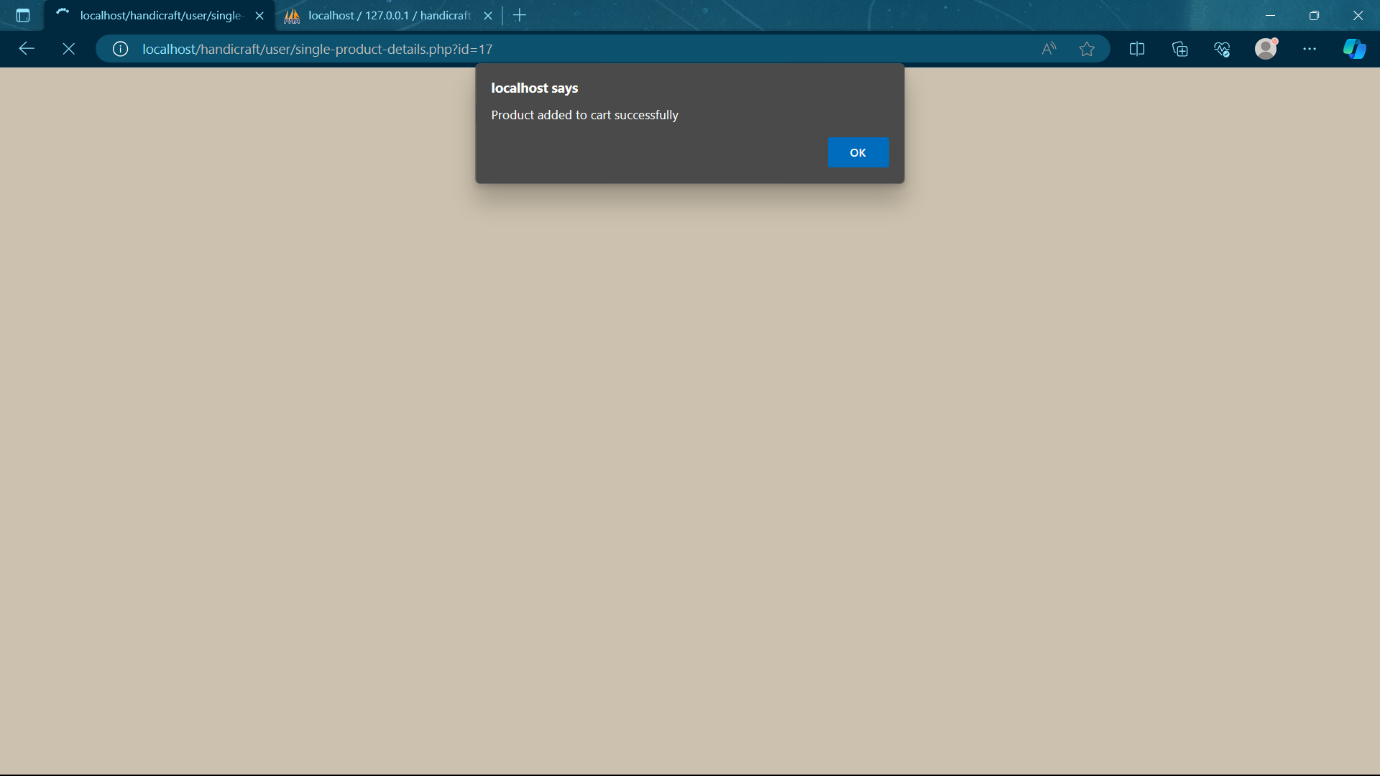 localhost/handicraft/user/single-
localhost / 127.0.0.1 / handicraft
localhost/handicraft/user/single-product-details.php?id=17
localhost says
Product added to cart successfully
OK